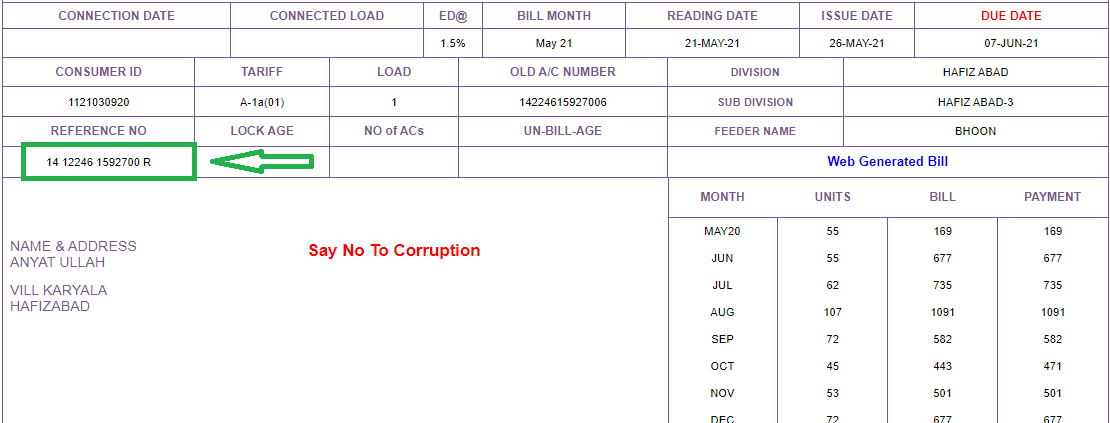 CONNECTION DATE CONNECTED LOAD ED@ BILL MONTH READING DATE ISSUE DATE DUE DATE
1.5% May 21 21-MAY-21 26-MAY-21 07-JUN-21
CONSUMER ID TARIFF LOAD OLD A/C NUMBER DIVISION HAFIZ ABAD
1121030920 A-1a(01) 1 14224615927006 SUB DIVISION HAFIZ ABAD-3
REFERENCE NO LOCK AGE NO of ACs UN-BILL-AGE FEEDER NAME BHOON
14 12246 1592700 R Web Generated Bill
NAME & ADDRESS
ANYAT ULLAH
VILL KARYALA
HAFIZABAD
Say No To Corruption
MONTH UNITS BILL PAYMENT
MAY20 55 169 169
JUN 55 677 677
JUL 62 735 735
AUG 107 1091 1091
SEP 72 582 582
OCT 45 443 471
NOV 53 501 501
DEC 72 677 677